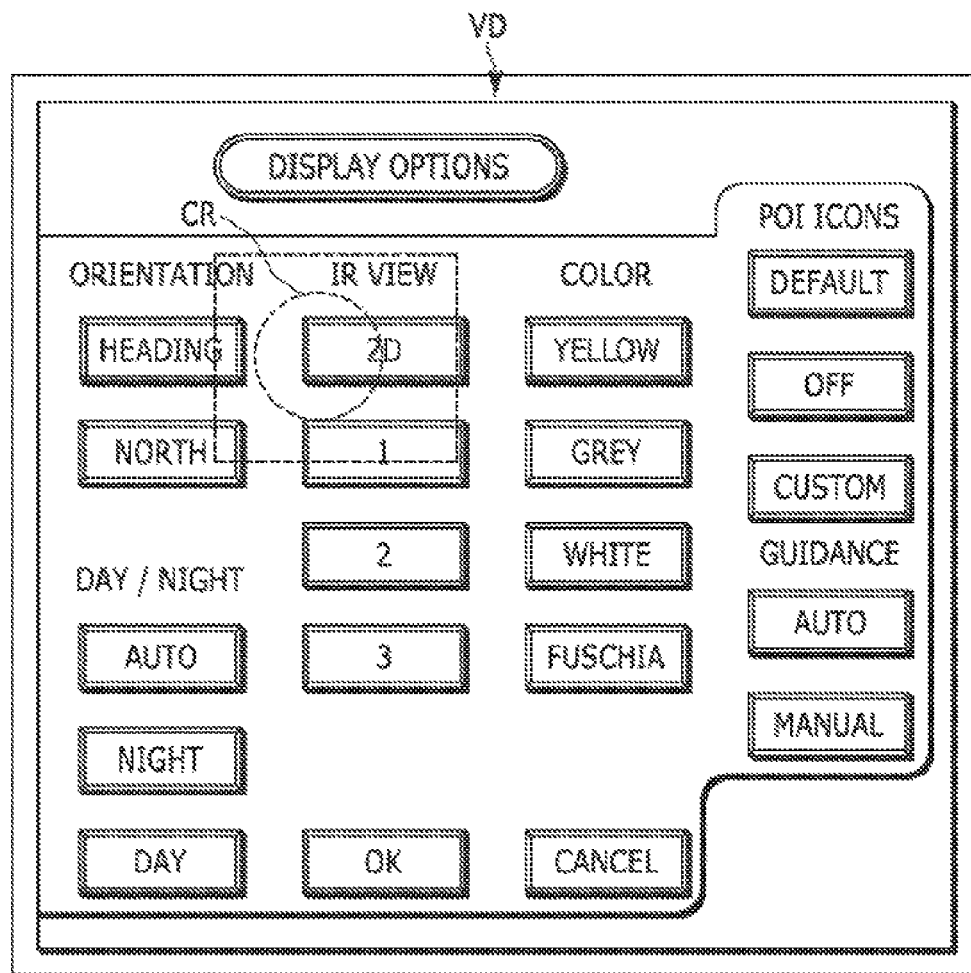 VD
DISPLAY OPTIONS
CR
POI ICONS
ORIENTATION IR VIEW COLOR
DEFAULT
HEADING 2D YELLOW
OFF
NORTH 1 GREY
CUSTOM
2 WHITE
GUIDANCE
DAY / NIGHT
AUTO
AUTO 3 FUSCHIA
MANUAL
NIGHT
DAY OK CANCEL